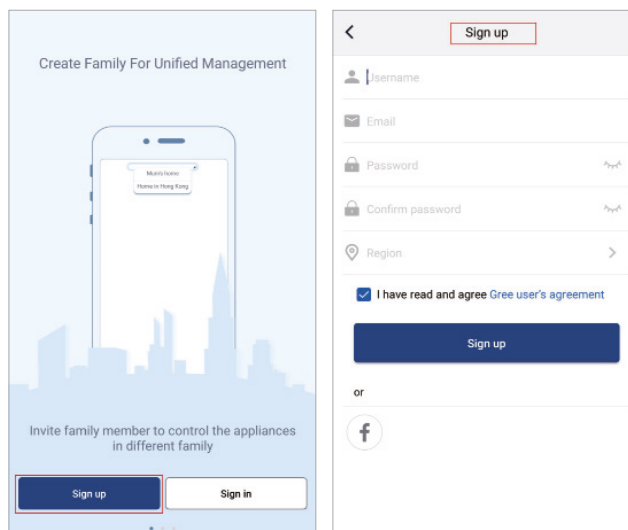 Create Family For Unified Management
Mum's home
Home in Hong Kong
Invite family member to control the appliances
in different family
Sign up
Sign in
Sign up
Username
Email
Password
Confirm password
Region
I have read and agree Gree user's agreement
Sign up
or